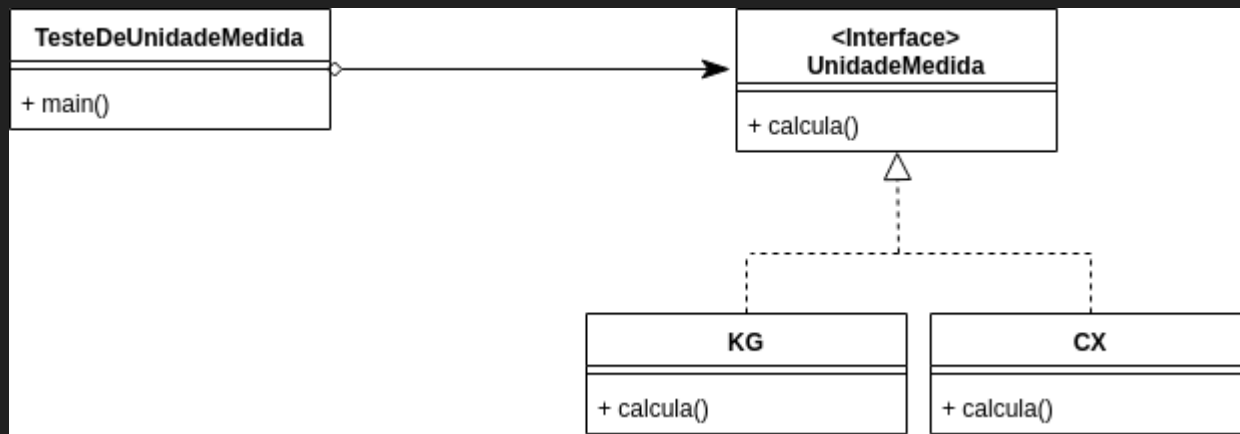 TesteDeUnidadeMedida
+ main()
<Interface>
UnidadeMedida
+ calcula()
KG
+ calcula()
CX
+ calcula()